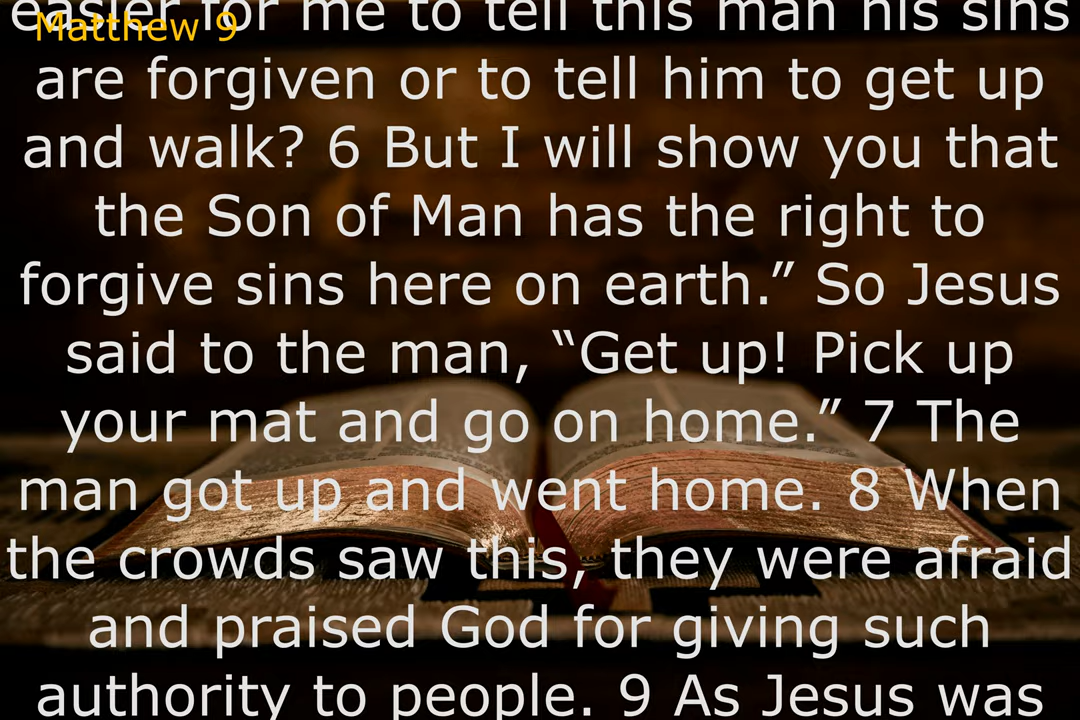 Matthew 9
easier for me to tell this man his sins
are forgiven or to tell him to get up
and walk? 6 But I will show you that
the Son of Man has the right to
forgive sins here on earth.” So Jesus
said to the man, “Get up! Pick up
your mat and go on home.” 7 The
man got up and went home. 8 When
the crowds saw this, they were afraid
and praised God for giving such
authority to people. 9 As Jesus was